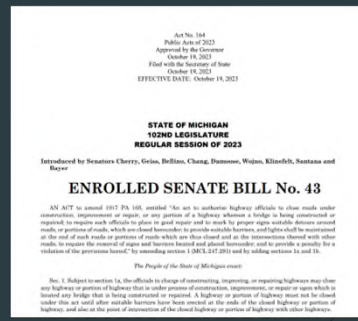 Act No. 164
Public Acts of 2023
Approved by the Governor
October 19, 2023
Filed with the Secretary of State
October 19, 2023
EFFECTIVE DATE: October 19, 2023
STATE OF MICHIGAN
102ND LEGISLATURE
REGULAR SESSION OF 2023
Introduced by Senators Cherry, Geiss, Bellino, Chang, Damoose, Wojno, Klinefelt, Santana and
Bayer
ENROLLED SENATE BILL No. 43
AN ACT to amend 1917 PA 165, entitled “An act to authorize highway officials to close roads under
construction, improvement or repair, or any portion of a highway whereon a bridge is being constructed or
repaired; to require such officials to place in good repair and to mark by proper signs suitable detours around
roads, or portions of roads, which are closed hereunder; to provide suitable barriers, and lights shall be maintained
at the end of such roads or portions of roads which are thus closed and at the intersections thereof with other
roads; to require the removal of signs and barriers heated and placed hereunder; and to provide a penalty for a
violation of the provisions hereof,” by amending section 1 (MCL 247.291) and by adding sections 1a and 1b.
The People of the State of Michigan enact:
Sec. 1. Subject to section 1a, the officials in charge of constructing, improving, or repairing highways may close
any highway or portion of highway that is under process of construction, improvement, or repair or upon which is
located any bridge that is being constructed or repaired. A highway or portion of highway must not be closed
under this act until after suitable barriers have been erected at the ends of the closed highway or portion of
highway, and also at the point of intersection of the closed highway or portion of highway with other highways.